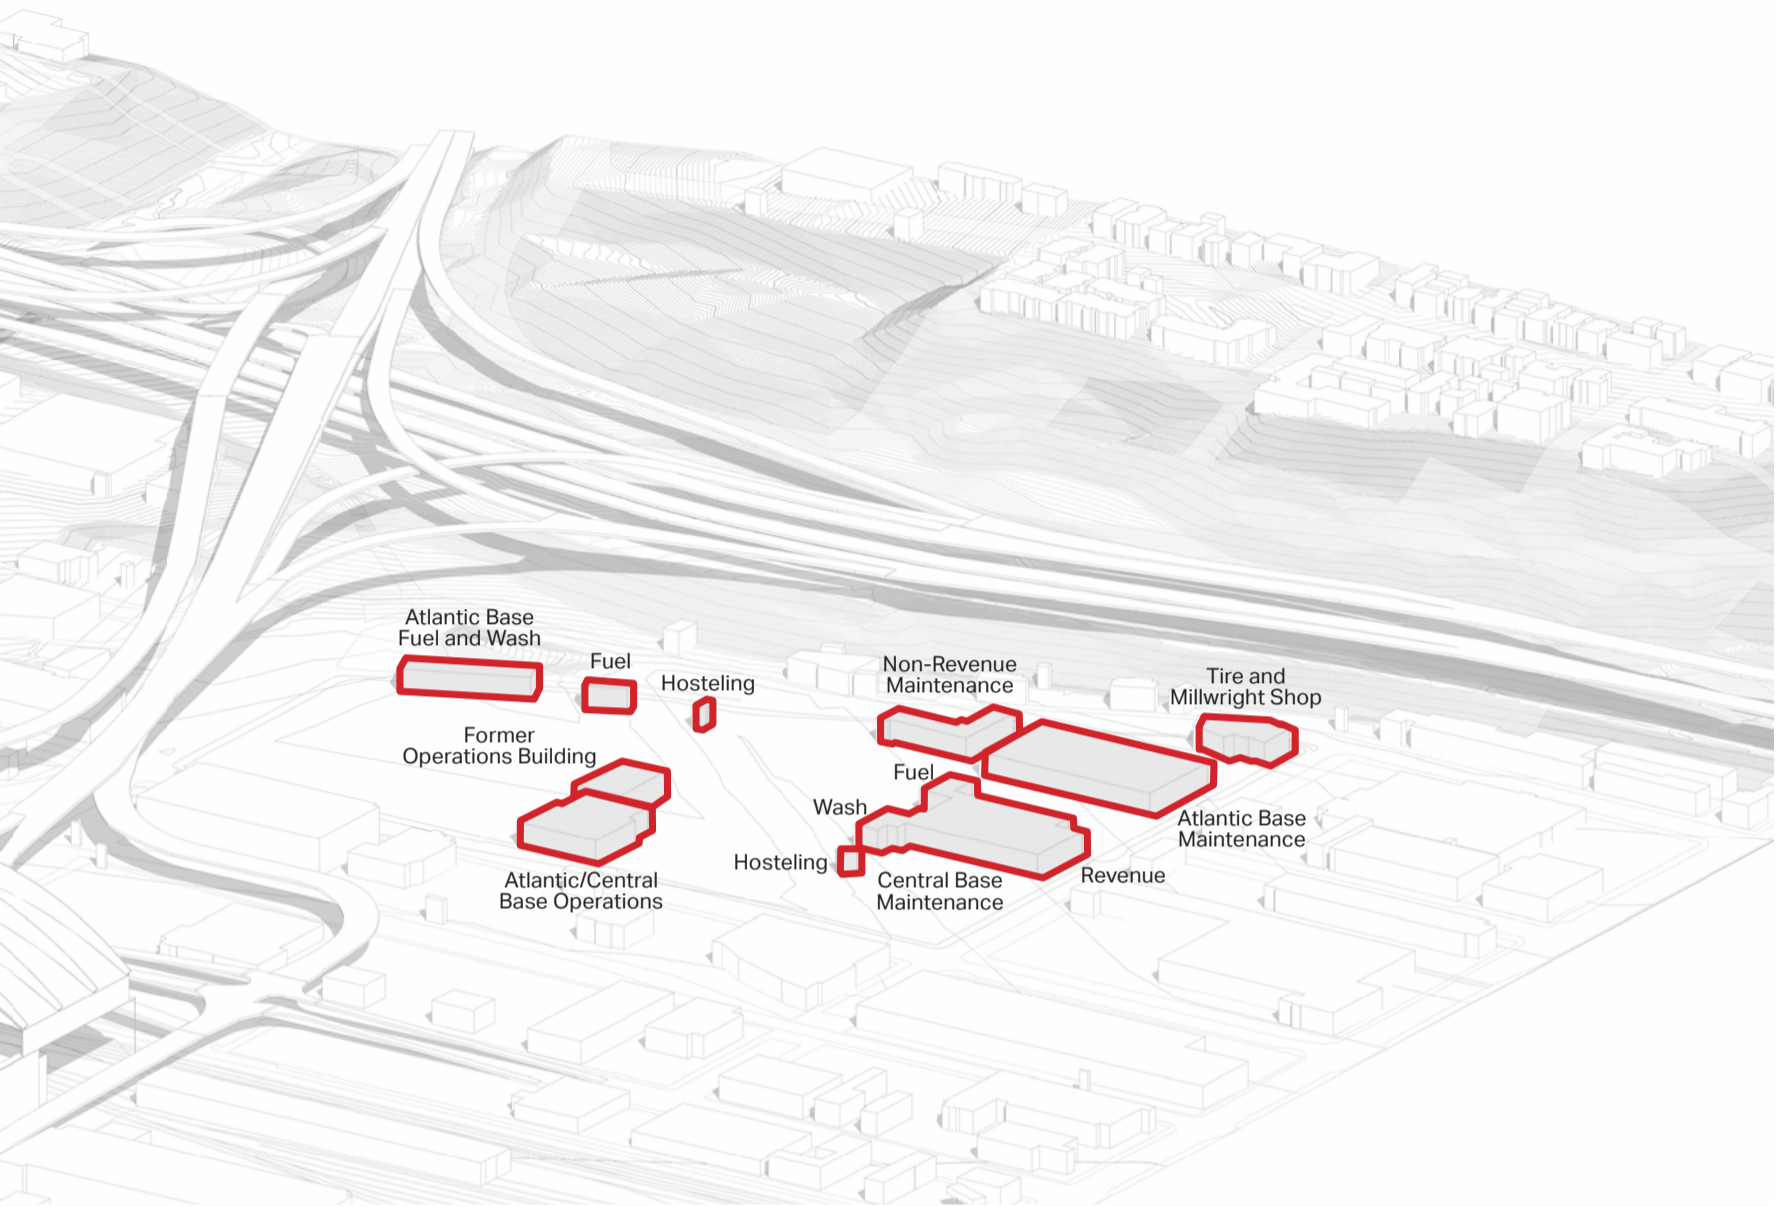 Atlantic Base
Fuel and Wash
Fuel
Hosteling
Non-Revenue
Maintenance
Tire and
Millwright Shop
Former
Operations Building
Fuel
Wash
Atlantic Base
Maintenance
Hosteling
Central Base
Maintenance
Revenue
Atlantic/Central
Base Operations